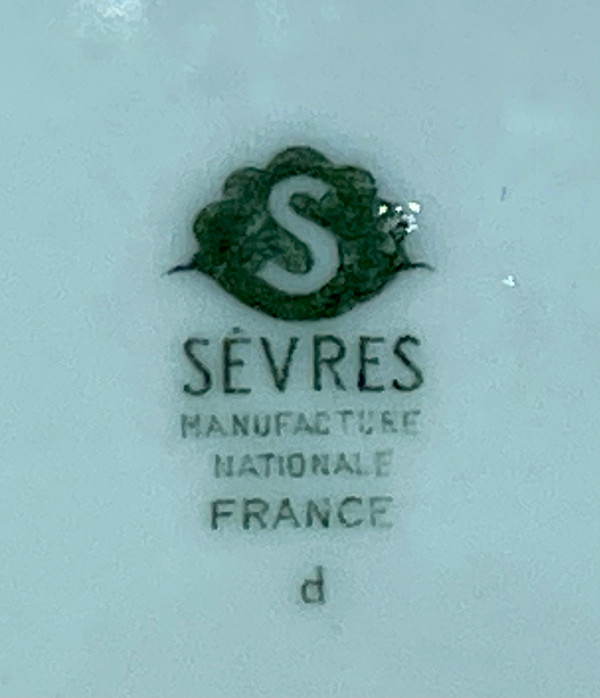 S
SÈVRES
MANUFACTURE
NATIONALE
FRANCE
d